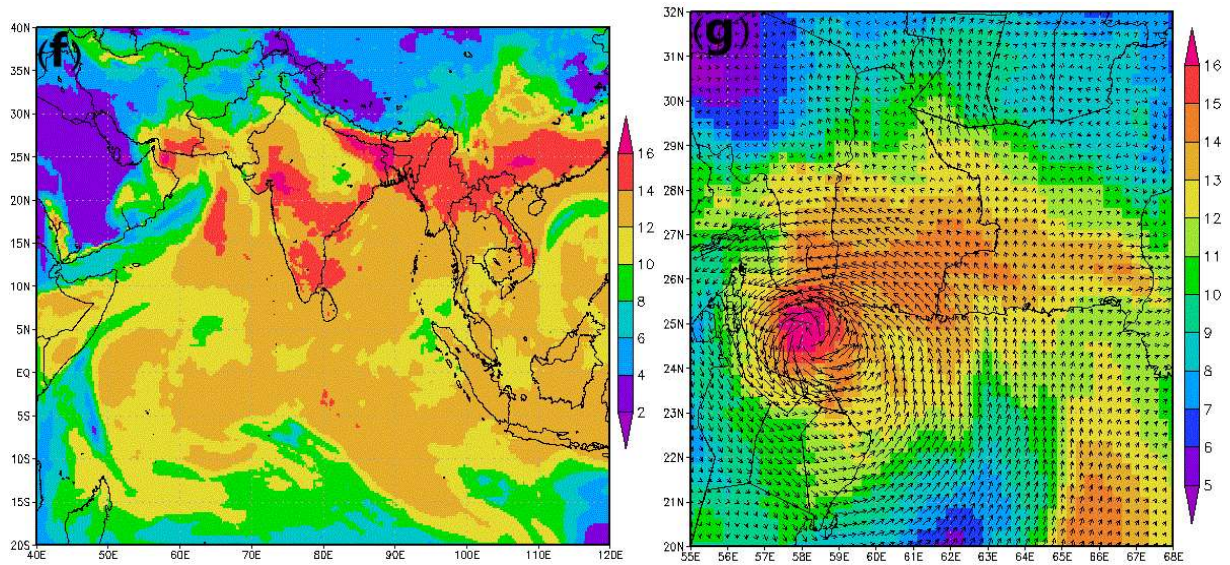 (f)
40N
35N
30N
25N
20N
15N
10N
5N
EQ
5S
10S
15S
20S
40E 50E 60E 70E 80E 90E 100E 110E 120E
16
14
12
10
8
6
4
2
(g)
32N
31N
30N
29N
28N
27N
26N
25N
24N
23N
22N
21N
20N
55E 56E 57E 58E 59E 60E 61E 62E 63E 64E 65E 66E 67E 68E
16
15
14
13
12
11
10
9
8
7
6
5